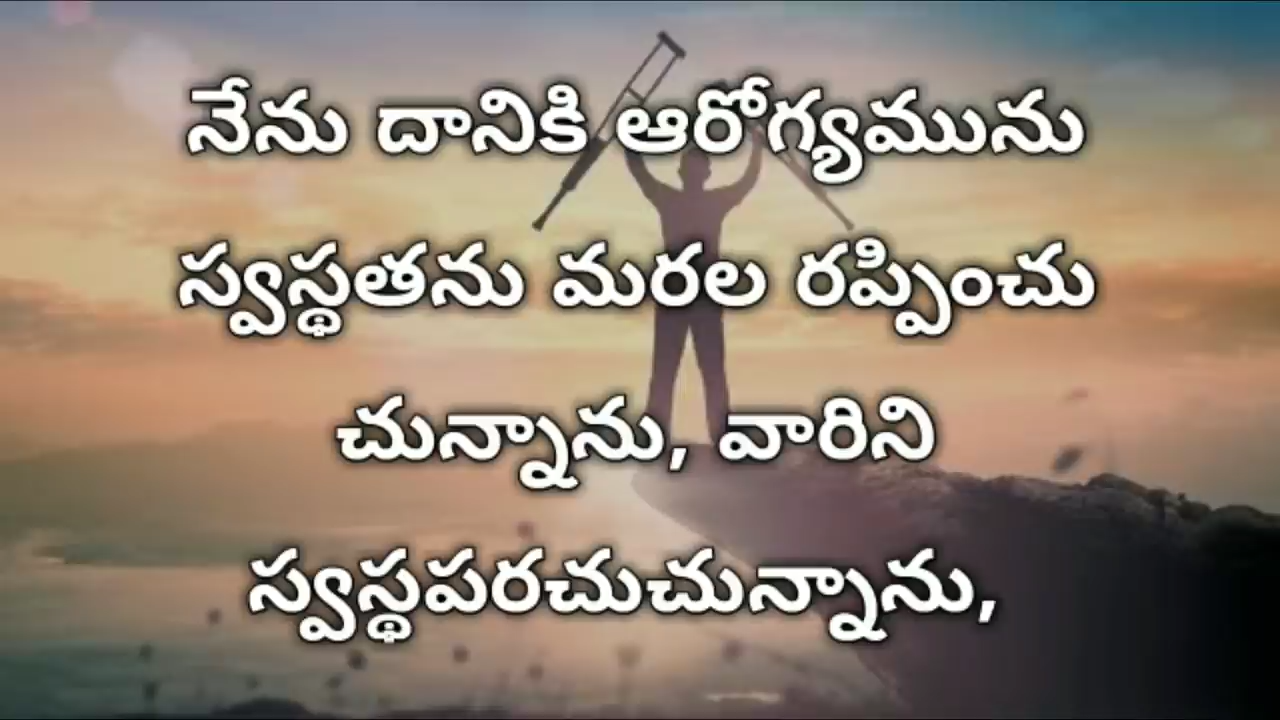 నేను దానికి ఆరోగ్యమును
స్వస్థతను మరల రప్పించు
చున్నాను, వారిని
స్వస్థపరచుచున్నాను,